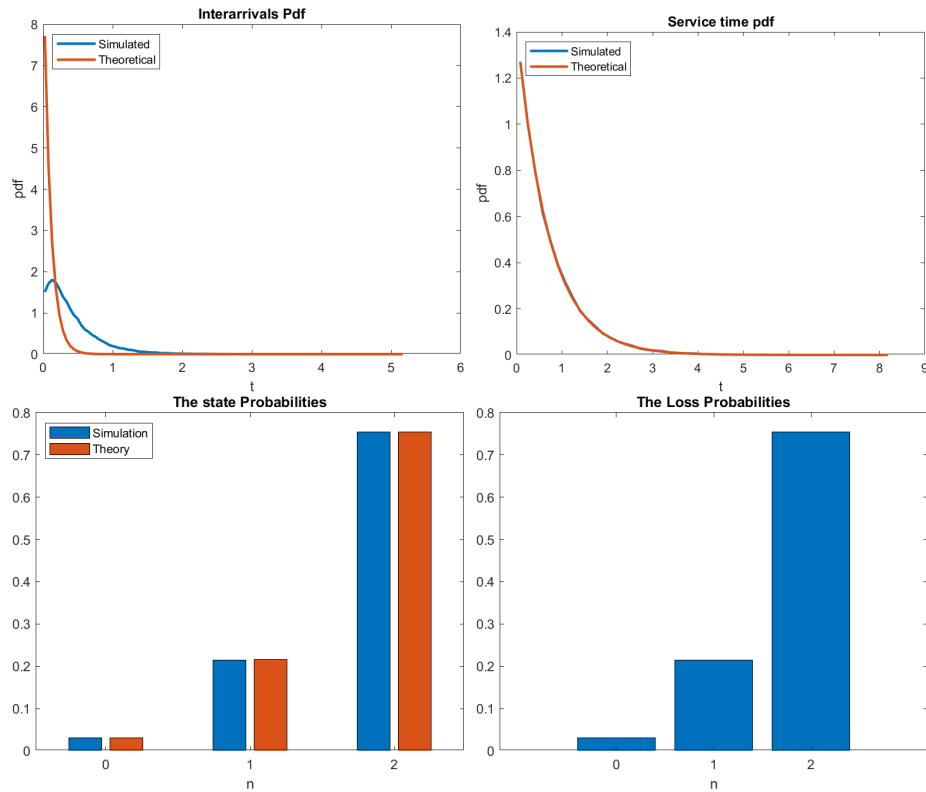 Interarrivals Pdf
8
7
6
5
4
3
2
1
0
pdf
Simulated
Theoretical
0 1 2 3 4 5 6
t
Service time pdf
1.4
1.2
1
0.8
0.6
0.4
0.2
0
pdf
Simulated
Theoretical
0 1 2 3 4 5 6 7 8 9
t
The state Probabilities
0.8
0.7
0.6
0.5
0.4
0.3
0.2
0.1
0
Simulation
Theory
0 1 2
n
The Loss Probabilities
0.8
0.7
0.6
0.5
0.4
0.3
0.2
0.1
0
0 1 2
n